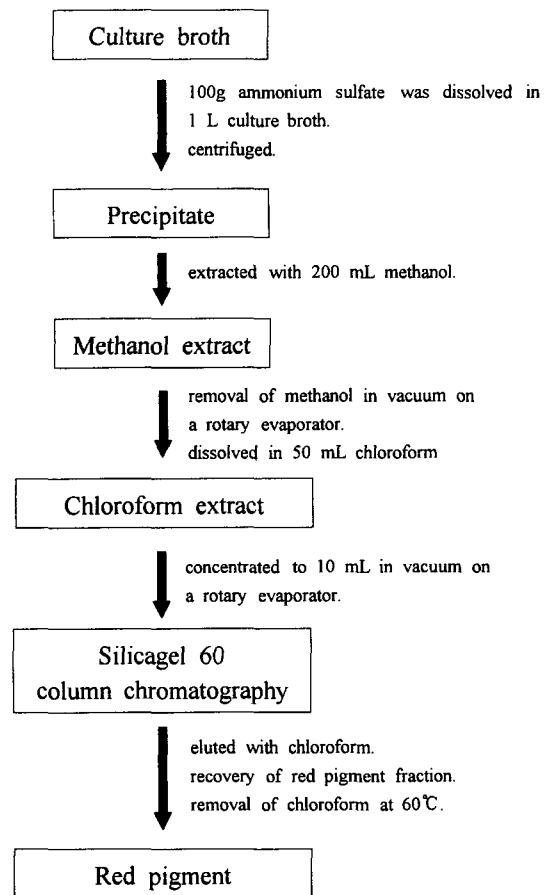 Culture broth
100g ammonium sulfate was dissolved in
1 L culture broth.
centrifuged.
Precipitate
extracted with 200 mL methanol.
Methanol extract
removal of methanol in vacuum on
a rotary evaporator.
dissolved in 50 mL chloroform
Chloroform extract
concentrated to 10 mL in vacuum on
a rotary evaporator.
Silicagel 60
column chromatography
eluted with chloroform.
recovery of red pigment fraction.
removal of chloroform at 60℃.
Red pigment